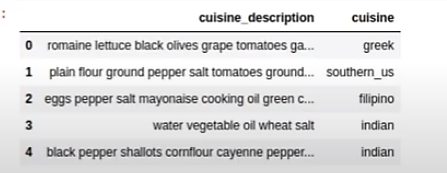 :
cuisine_description cuisine
0 romaine lettuce black olives grape tomatoes ga... greek
1 plain flour ground pepper salt tomatoes ground... southern_us
2 eggs pepper salt mayonaise cooking oil green c... filipino
3 water vegetable oil wheat salt indian
4 black pepper shallots cornflour cayenne pepper... indian